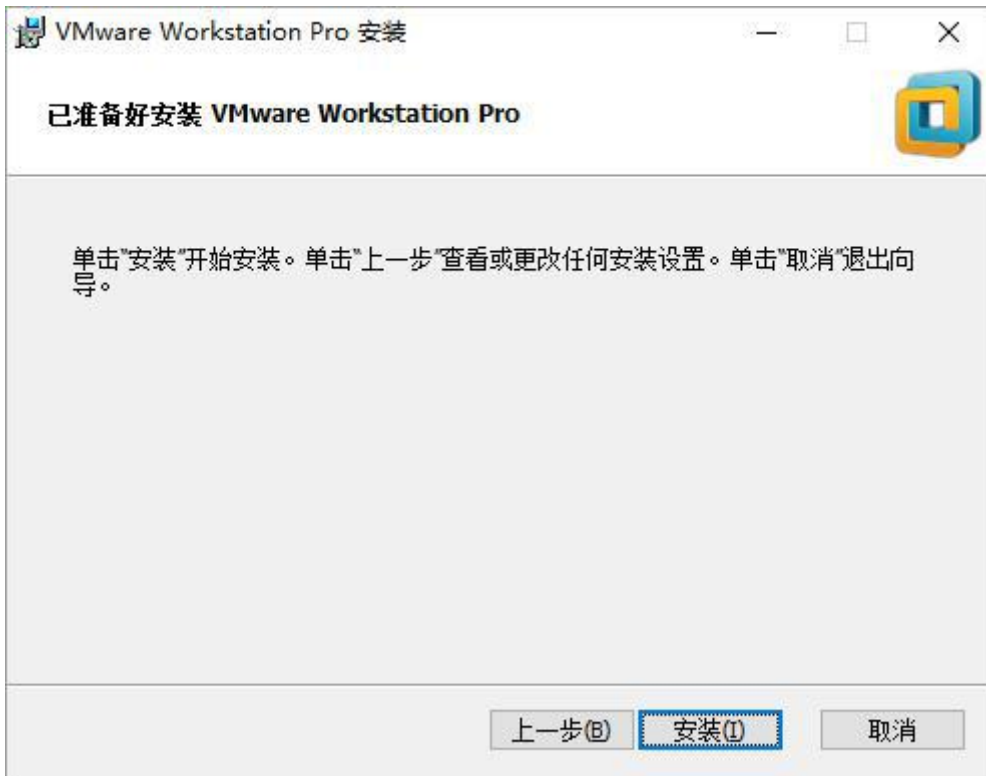 VMware Workstation Pro 安装
已准备好安装 VMware Workstation Pro
单击"安装"开始安装。单击"上一步"查看或更改任何安装设置。单击"取消"退出向
导。
上一步(B) 安装(I) 取消